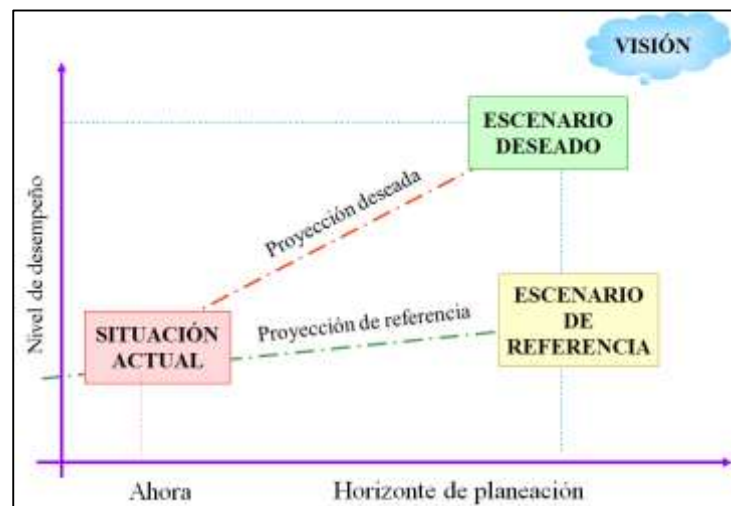 VISIÓN
ESCENARIO
DESEADO
Proyección deseada
Nivel de desempeño
ESCENARIO
DE
REFERENCIA
Proyección de referencia
SITUACIÓN
ACTUAL
Ahora
Horizonte de planeación